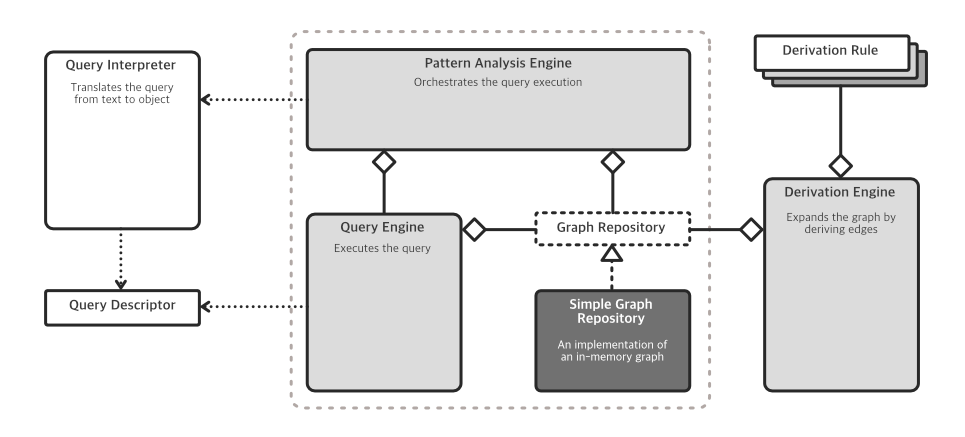 Query Interpreter
Translates the query
from text to object
Query Descriptor
Pattern Analysis Engine
Orchestrates the query execution
Query Engine
Executes the query
Graph Repository
Simple Graph
Repository
An implementation of
an in-memory graph
Derivation Rule
Derivation Engine
Expands the graph by
deriving edges